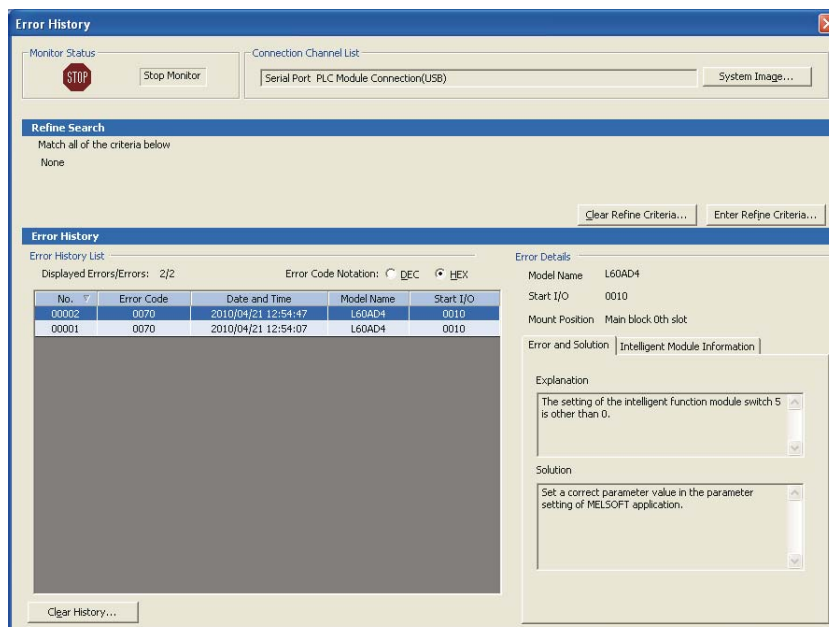 Error History
Monitor Status
STOP
Stop Monitor
Connection Channel List
Serial Port PLC Module Connection(USB)
System Image...
Refine Search
Match all of the criteria below
None
Clear Refine Criteria...
Enter Refine Criteria...
Error History
Error History List
Displayed Errors/Errors: 2/2
Error Code Notation: DEC HEX
No. Error Code Date and Time Model Name Start I/O
00002 0070 2010/04/21 12:54:47 L60AD4 0010
00001 0070 2010/04/21 12:54:07 L60AD4 0010
Clear History...
Error Details
Model Name L60AD4
Start I/O 0010
Mount Position Main block 0th slot
Error and Solution
Intelligent Module Information
Explanation
The setting of the intelligent function module switch 5
is other than 0.
Solution
Set a correct parameter value in the parameter
setting of MELSOFT application.